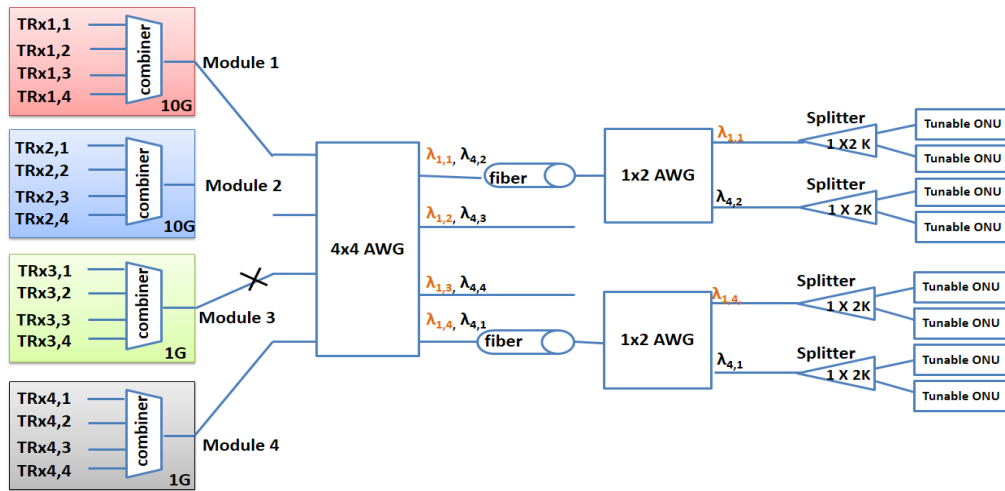 TRx1,1
TRx1,2
TRx1,3
TRx1,4
combiner
10G
Module 1
TRx2,1
TRx2,2
TRx2,3
TRx2,4
combiner
10G
Module 2
TRx3,1
TRx3,2
TRx3,3
TRx3,4
combiner
1G
Module 3
TRx4,1
TRx4,2
TRx4,3
TRx4,4
combiner
1G
Module 4
4x4 AWG
λ1,1, λ4,2
fiber
λ1,2, λ4,3
λ1,3, λ4,4
λ1,4, λ4,1
fiber
1x2 AWG
λ1,1
λ4,2
Splitter
1 X2 K
Splitter
1 X 2K
Tunable ONU
Tunable ONU
Tunable ONU
Tunable ONU
1x2 AWG
λ1,4,
λ4,1
Splitter
1 X 2K
Splitter
1 X 2K
Tunable ONU
Tunable ONU
Tunable ONU
Tunable ONU